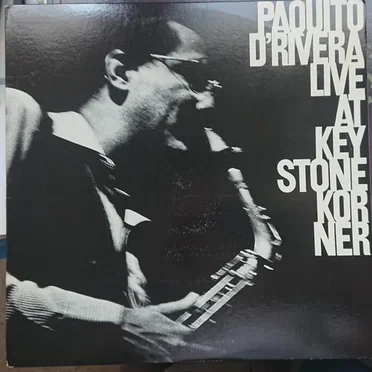 PAQUITO
D'RIVERA
LIVE
AT
KEY
STONE
KOR
NER